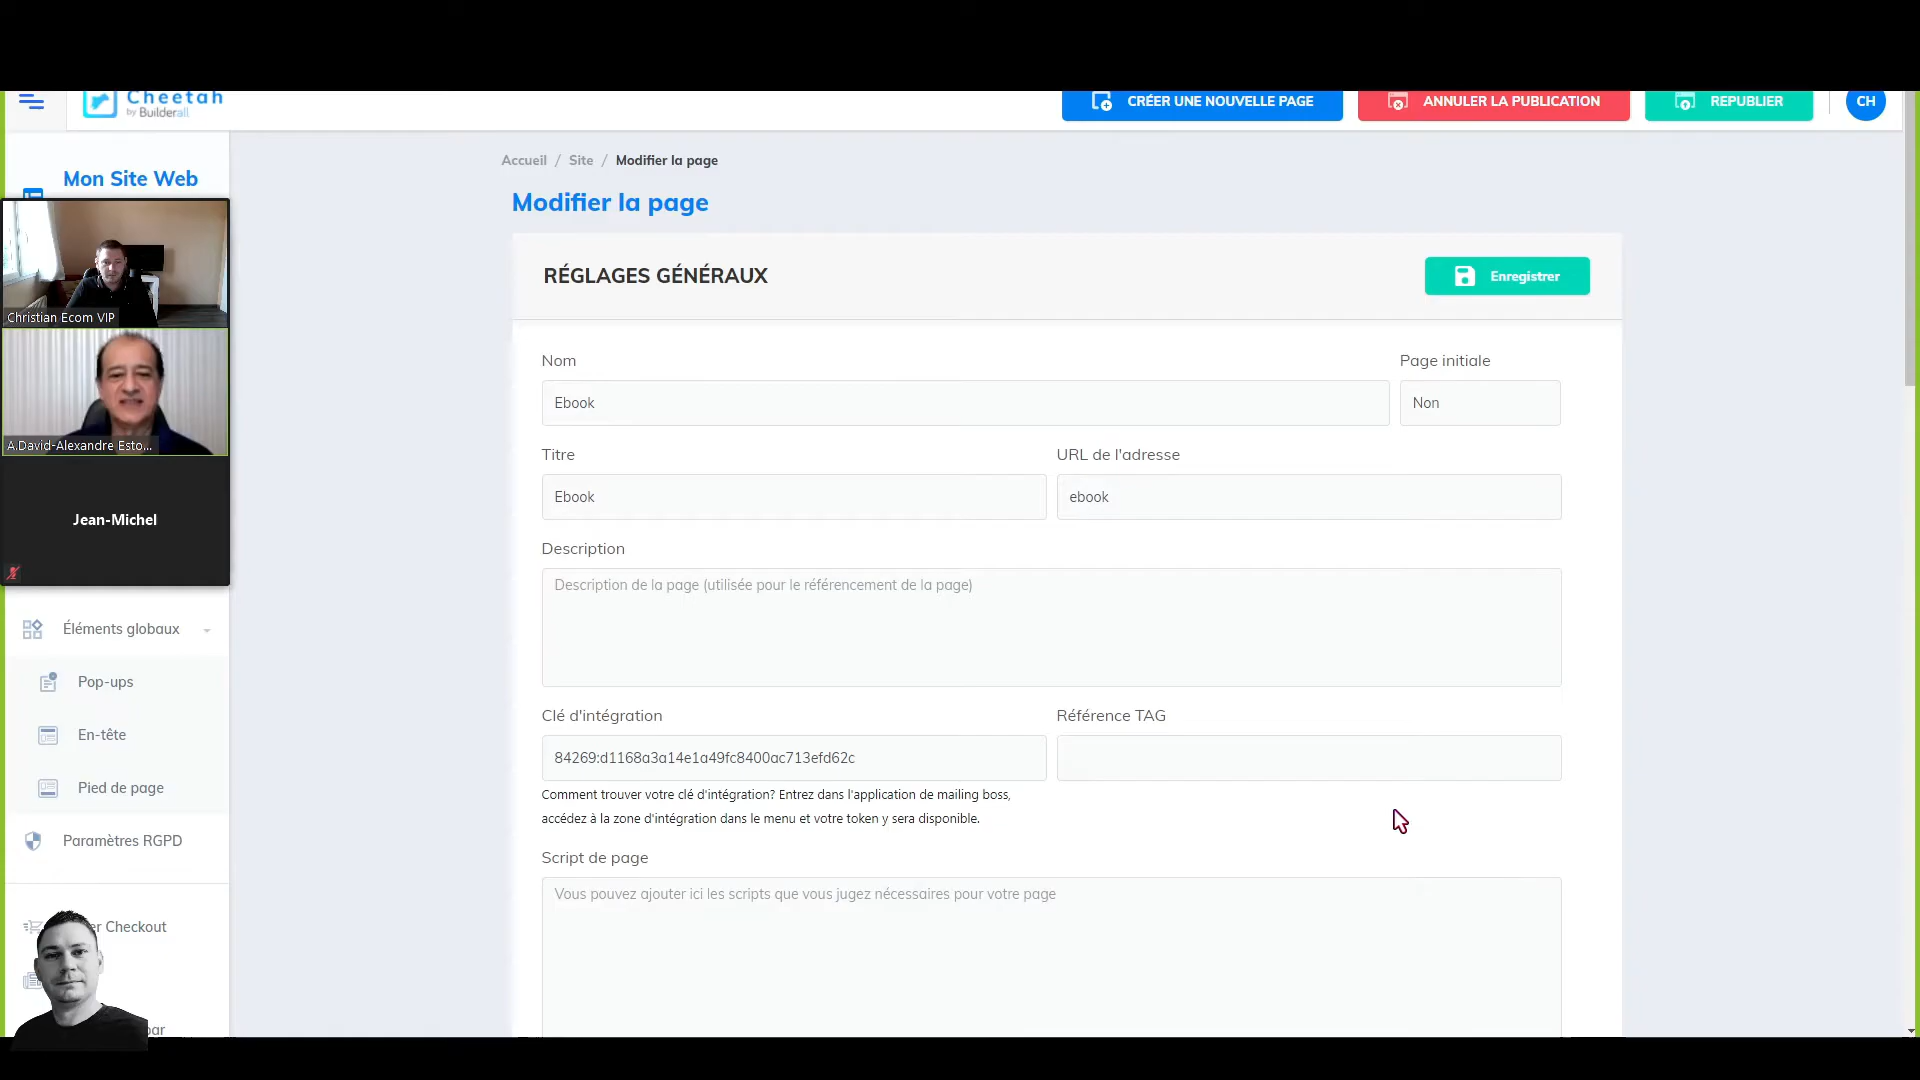 Cheetah
by Builderall
CRÉER UNE NOUVELLE PAGE
ANNULER LA PUBLICATION
REPUBLIER
CH
Accueil / Site / Modifier la page
Mon Site Web
Modifier la page
RÉGLAGES GÉNÉRAUX
Enregistrer
Christian Ecom VIP
A.David-Alexandre Esto...
Jean-Michel
Nom
Page initiale
Ebook
Non
Titre
URL de l'adresse
Ebook
ebook
Description
Description de la page (utilisée pour le référencement de la page)
Éléments globaux
Pop-ups
En-tête
Pied de page
Paramètres RGPD
Clé d'intégration
Référence TAG
84269:d1168a3a14e1a49fc8400ac713efd62c
Comment trouver votre clé d'intégration? Entrez dans l'application de mailing boss,
accédez à la zone d'intégration dans le menu et votre token y sera disponible.
Script de page
Vous pouvez ajouter ici les scripts que vous jugez nécessaires pour votre page
Checkout